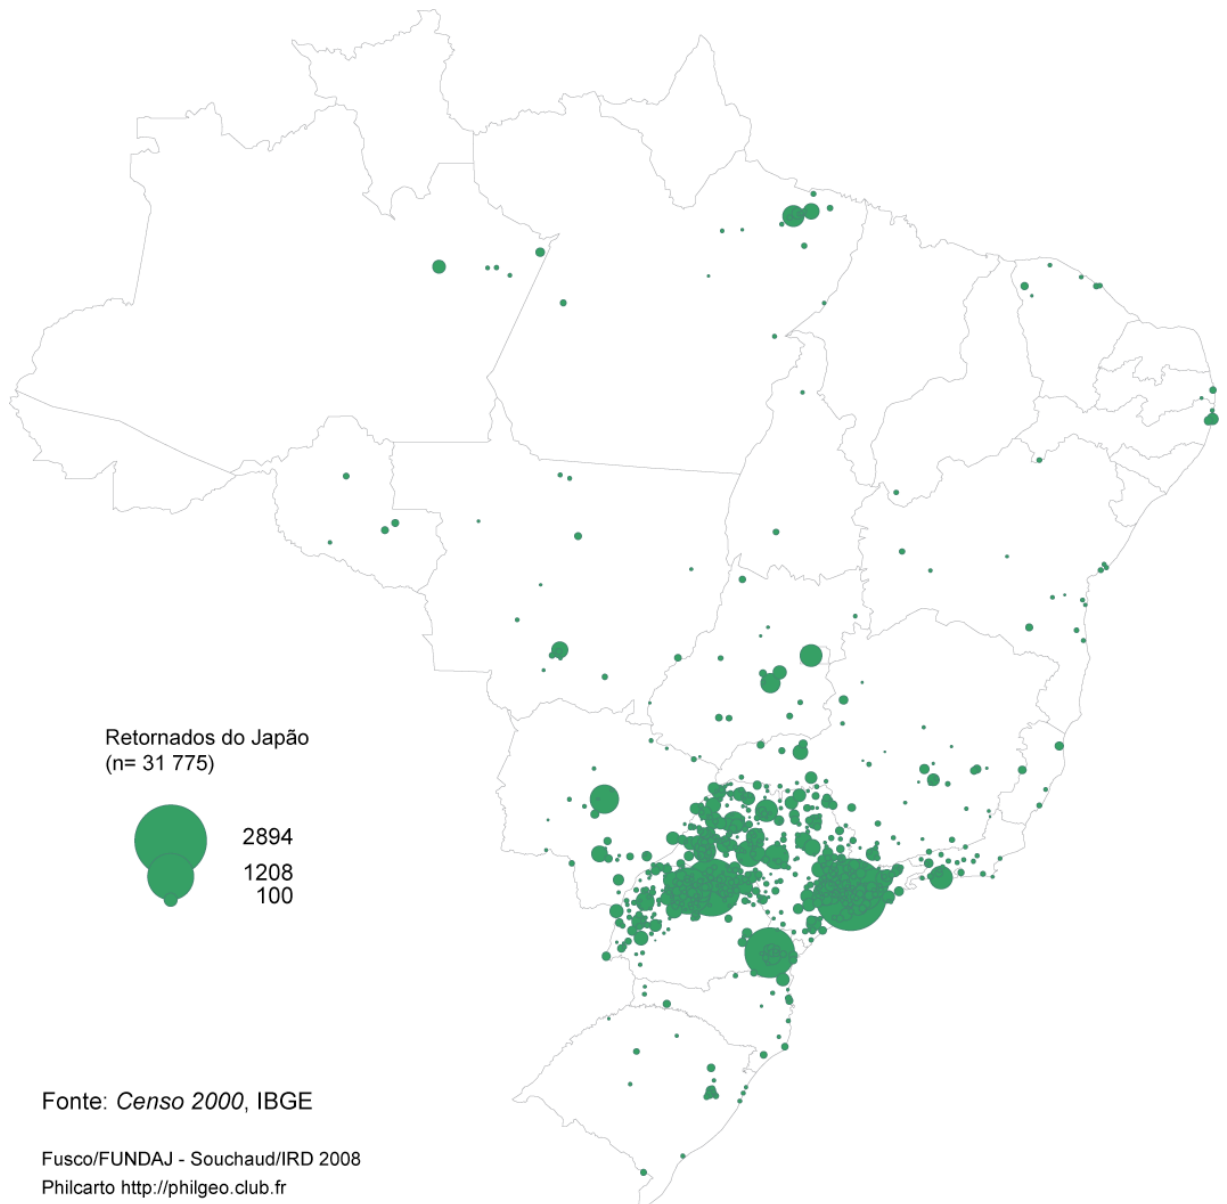 Retornados do Japão
(n= 31 775)
2894
1208
100
Fonte: Censo 2000, IBGE
Fusco/FUNDAJ - Souchaud/IRD 2008
Philcarto http://philgeo.club.fr